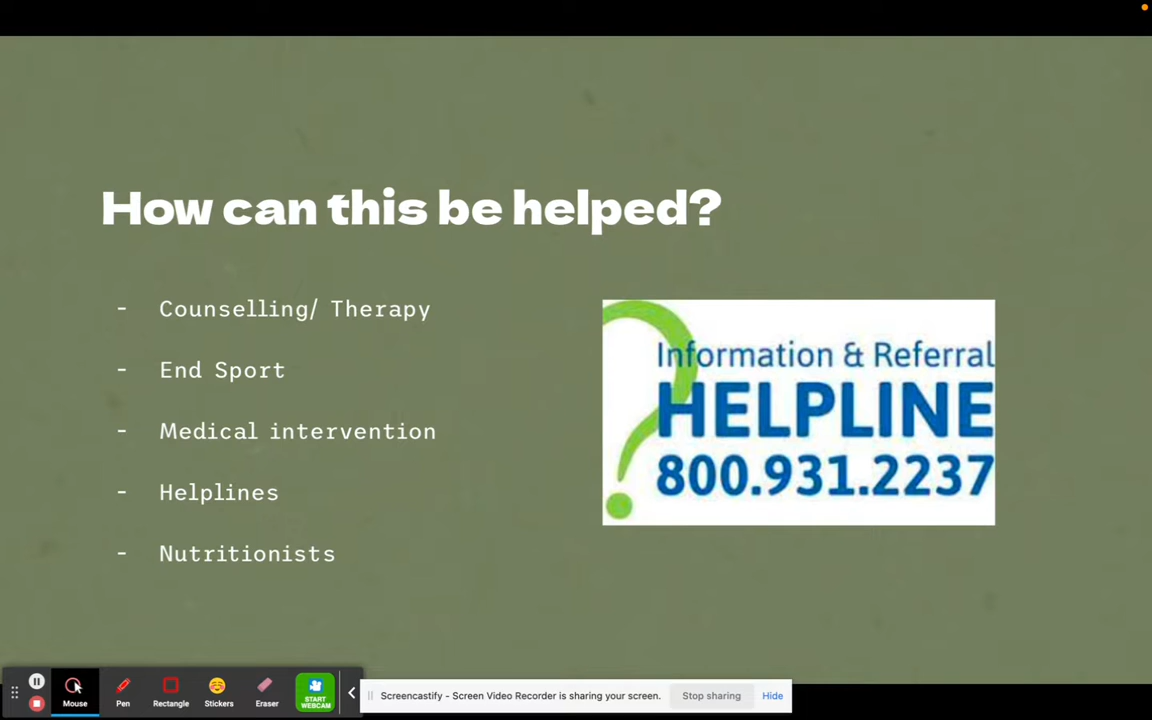 How can this be helped?
- Counselling/ Therapy
- End Sport
- Medical intervention
- Helplines
- Nutritionists
Information & Referral
HELPLINE
800.931.2237
Mouse
Pen
Rectangle
Stickers
Eraser
START
WEBCAM
Screencastify - Screen Video Recorder is sharing your screen.
Stop sharing
Hide